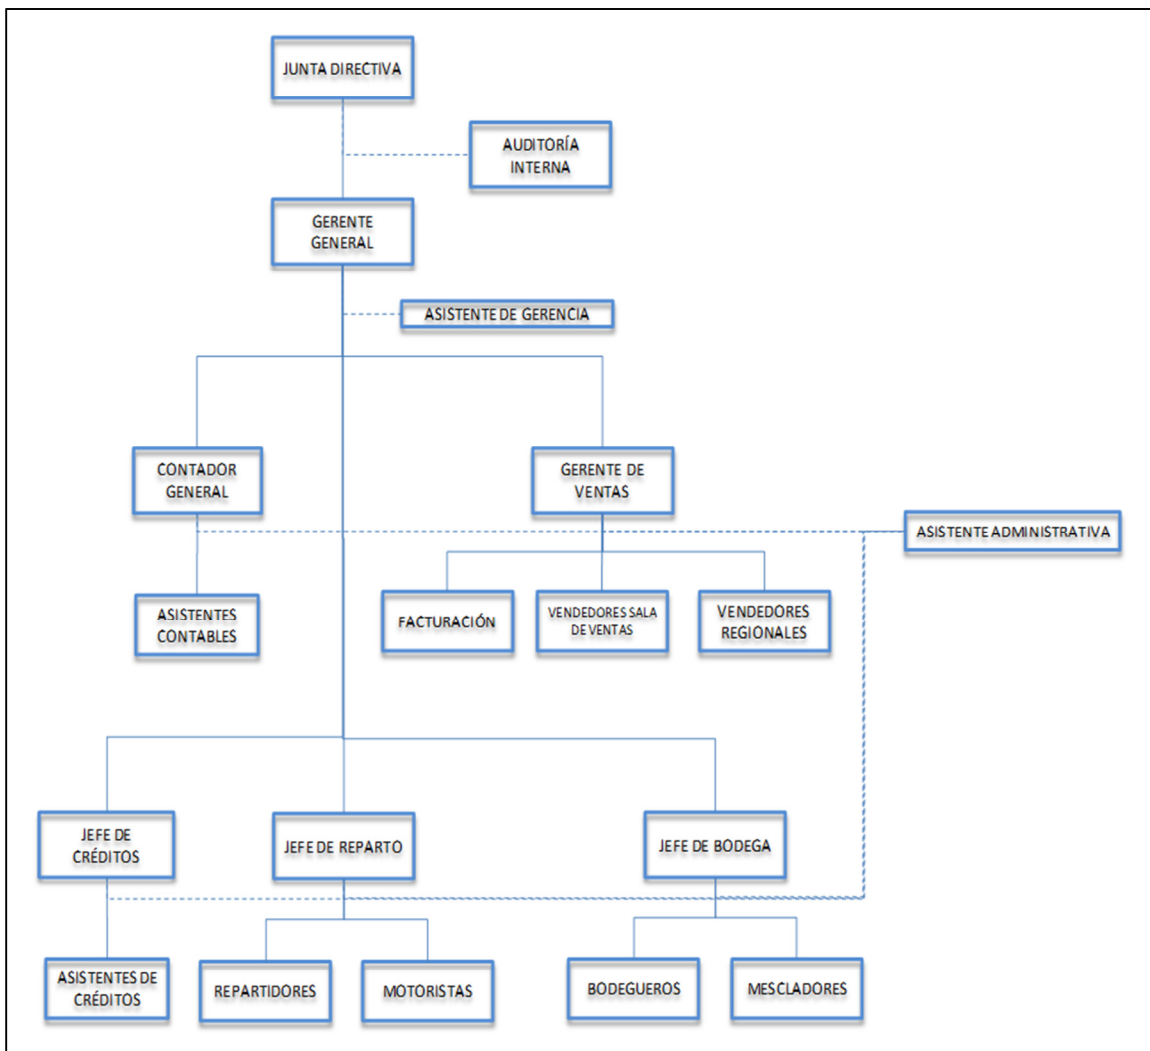 JUNTA DIRECTIVA
AUDITORÍA
INTERNA
GERENTE
GENERAL
ASISTENTE DE GERENCIA
CONTADOR
GENERAL
GERENTE DE
VENTAS
ASISTENTE ADMINISTRATIVA
ASISTENTES
CONTABLES
FACTURACIÓN
VENDEDORES SALA
DE VENTAS
VENDEDORES
REGIONALES
JEFE DE
CRÉDITOS
JEFE DE REPARTO
JEFE DE BODEGA
ASISTENTES DE
CRÉDITOS
REPARTIDORES
MOTORISTAS
BODEGUEROS
MESCLADORES